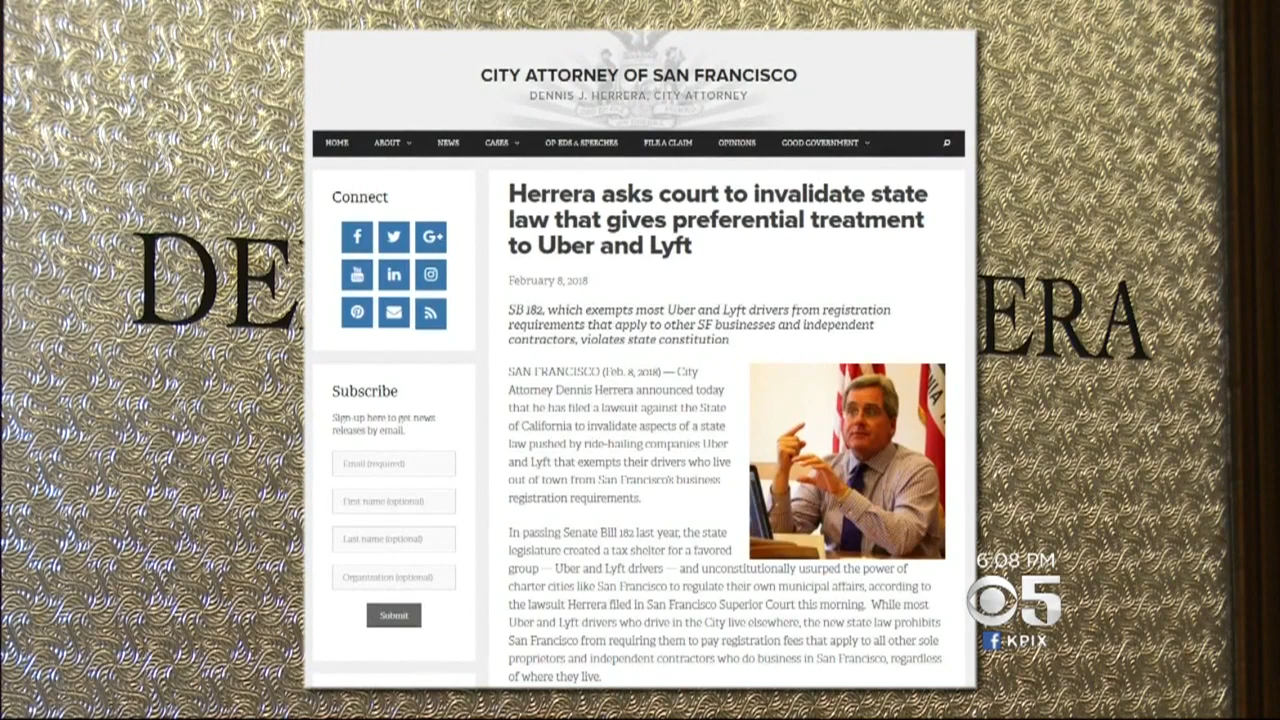 CITY ATTORNEY OF SAN FRANCISCO
DENNIS J. HERRERA, CITY ATTORNEY
HOME ABOUT NEWS CASES OP-EDS & SPEECHES FILE A CLAIM OPINIONS GOOD GOVERNMENT
Connect
Subscribe
Sign-up here to get news
releases by email.
Email (required)
First name (optional)
Last name (optional)
Organization (optional)
Submit
Herrera asks court to invalidate state
law that gives preferential treatment
to Uber and Lyft
February 8, 2018
SB 182, which exempts most Uber and Lyft drivers from registration
requirements that apply to other SF businesses and independent
contractors, violates state constitution
SAN FRANCISCO (Feb. 8, 2018) — City
Attorney Dennis Herrera announced today
that he has filed a lawsuit against the State
of California to invalidate aspects of a state
law pushed by ride-hailing companies Uber
and Lyft that exempts their drivers who live
out of town from San Francisco's business
registration requirements.
In passing Senate Bill 182 last year, the state
legislature created a tax shelter for a favored
group — Uber and Lyft drivers — and unconstitutionally usurped the power of
charter cities like San Francisco to regulate their own municipal affairs, according to
the lawsuit Herrera filed in San Francisco Superior Court this morning. While most
Uber and Lyft drivers who drive in the City live elsewhere, the new state law prohibits
San Francisco from requiring them to pay registration fees that apply to all other sole
proprietors and independent contractors who do business in San Francisco, regardless
of where they live.
DE
ERA
6:08 PM
5
f KPIX